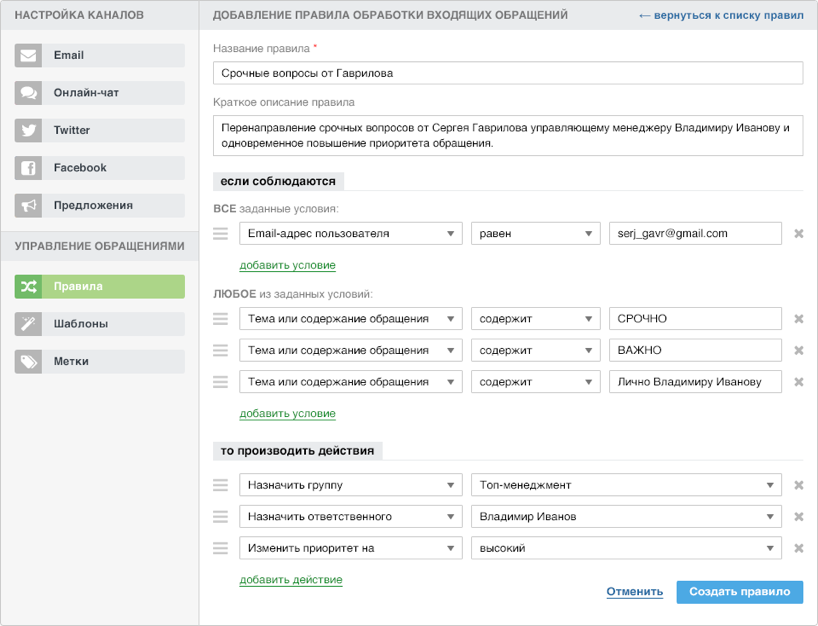 НАСТРОЙКА КАНАЛОВ
Email
Онлайн-чат
Twitter
Facebook
Предложения
УПРАВЛЕНИЕ ОБРАЩЕНИЯМИ
Правила
Шаблоны
Метки
ДОБАВЛЕНИЕ ПРАВИЛА ОБРАБОТКИ ВХОДЯЩИХ ОБРАЩЕНИЙ
← вернуться к списку правил
Название правила *
Срочные вопросы от Гаврилова
Краткое описание правила
Перенаправление срочных вопросов от Сергея Гаврилова управляющему менеджеру Владимиру Иванову и
одновременное повышение приоритета обращения.
если соблюдаются
ВСЕ заданные условия:
Email-адрес пользователя равен serj_gavr@gmail.com
добавить условие
ЛЮБОЕ из заданных условий:
Тема или содержание обращения содержит СРОЧНО
Тема или содержание обращения содержит ВАЖНО
Тема или содержание обращения содержит Лично Владимиру Иванову
добавить условие
то производить действия
Назначить группу Топ-менеджмент
Назначить ответственного Владимир Иванов
Изменить приоритет на высокий
добавить действие
Отменить Создать правило